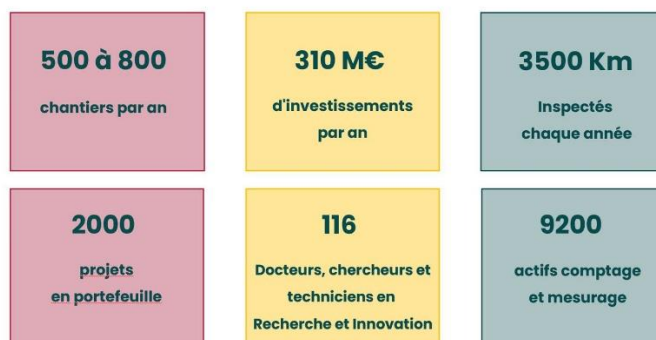 500 à 800
chantiers par an
310 M€
d'investissements
par an
3500 Km
Inspectés
chaque année
2000
projets
en portefeuille
116
Docteurs, chercheurs et
techniciens en
Recherche et Innovation
9200
actifs comptage
et mesurage